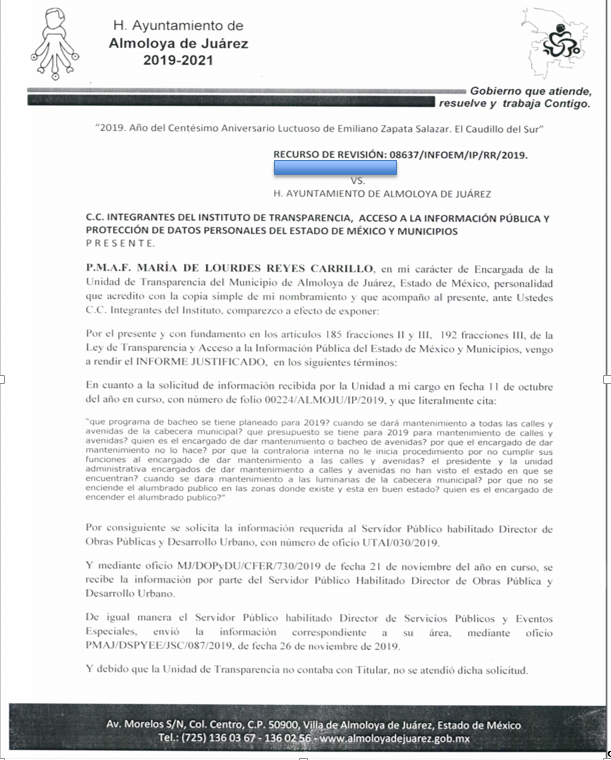 H. Ayuntamiento de
Almoloya de Juárez
2019-2021
Gobierno que atiende,
resuelve y trabaja Contigo.
"2019. Año del Centésimo Aniversario Luctuoso de Emiliano Zapata Salazar. El Caudillo del Sur"
RECURSO DE REVISIÓN: 08637/INFOEM/IP/RR/2019.
VS.
H. AYUNTAMIENTO DE ALMOLOYA DE JUÁREZ
C.C. INTEGRANTES DEL INSTITUTO DE TRANSPARENCIA, ACCESO A LA INFORMACIÓN PÚBLICA Y
PROTECCIÓN DE DATOS PERSONALES DEL ESTADO DE MÉXICO Y MUNICIPIOS
P R E S E N T E.
P.M.A.F. MARÍA DE LOURDES REYES CARRILLO, en mi carácter de Encargada de la
Unidad de Transparencia del Municipio de Almoloya de Juárez, Estado de México, personalidad
que acredito con la copia simple de mi nombramiento y que acompaño al presente, ante Ustedes
C.C. Integrantes del Instituto, comparezco a efecto de exponer:
Por el presente y con fundamento en los artículos 185 fracciones II y III, 192 fracciones III, de la
Ley de Transparencia y Acceso a la Información Pública del Estado de México y Municipios, vengo
a rendir el INFORME JUSTIFICADO, en los siguientes términos:
En cuanto a la solicitud de información recibida por la Unidad a mi cargo en fecha 11 de octubre
del año en curso, con número de folio 00224/ALMOJU/IP/2019, y que literalmente cita:
"que programa de bacheo se tiene planeado para 2019? cuando se dará mantenimiento a todas las calles y
avenidas de la cabecera municipal? que presupuesto se tiene para 2019 para mantenimiento de calles y
avenidas? quien es el encargado de dar mantenimiento o bacheo de avenidas? por que el encargado de dar
mantenimiento no lo hace? por que la contraloria interna no le inicia procedimiento por no cumplir sus
funciones al encargado de dar mantenimiento a las calles y avenidas? el presidente y la unidad
administrativa encargados de dar mantenimiento a calles y avenidas no han visto el estado en que se
encuentran? cuando se dara mantenimiento a las luminarias de la cabecera municipal? por que no se
enciende el alumbrado publico en las zonas donde existe y esta en buen estado? quien es el encargado de
encender el alumbrado publico?"
Por consiguiente se solicita la información requerida al Servidor Público habilitado Director de
Obras Públicas y Desarrollo Urbano, con número de oficio UTAI/030/2019.
Y mediante oficio MJ/DOPyDU/CFER/730/2019 de fecha 21 de noviembre del año en curso, se
recibe la información por parte del Servidor Público Habilitado Director de Obras Pública y
Desarrollo Urbano.
De igual manera el Servidor Público habilitado Director de Servicios Públicos y Eventos
Especiales, envió la información correspondiente a su área, mediante oficio
PMAJ/DSPYEE/JSC/087/2019, de fecha 26 de noviembre de 2019.
Y debido que la Unidad de Transparencia no contaba con Titular, no se atendió dicha solicitud.
Av. Morelos S/N, Col. Centro, C.P. 50900, Villa de Almoloya de Juárez, Estado de México
Tel.: (725) 136 03 67 - 136 02 56 - www.almoloyadejuarez.gob.mx